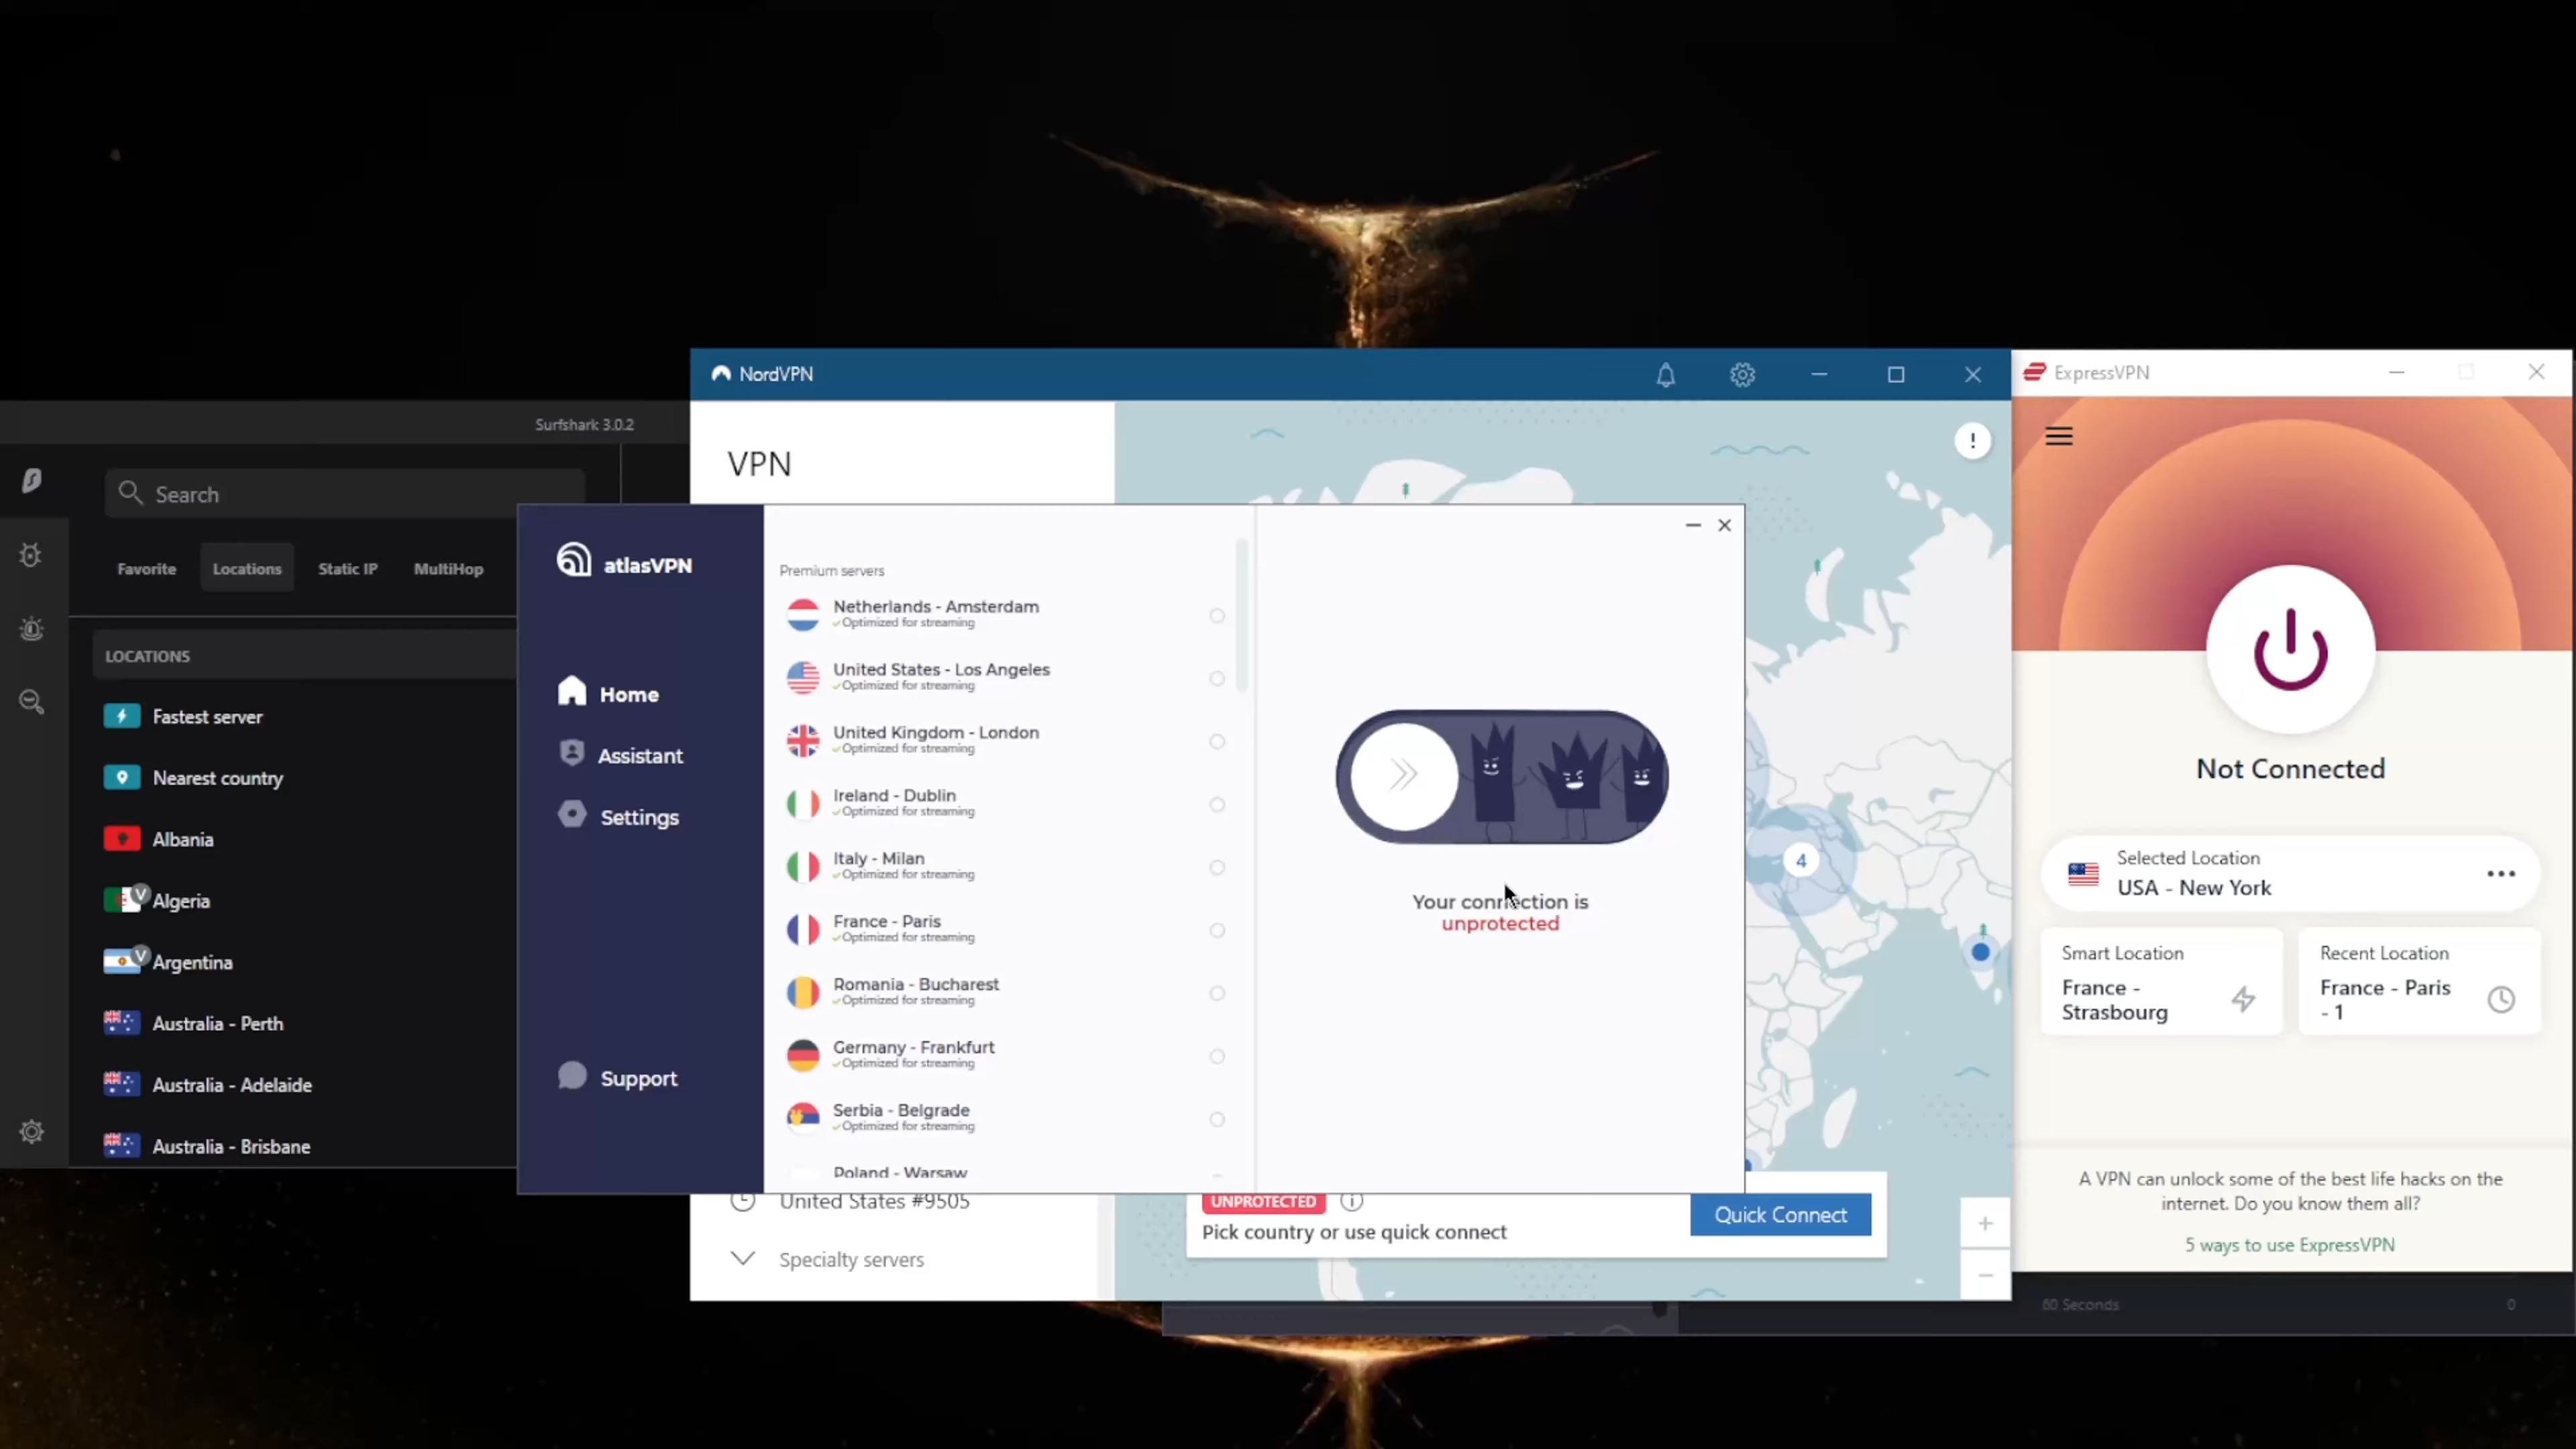 Surfshark 3.0.2
Search
Favorite
Locations
Static IP
MultiHop
LOCATIONS
Fastest server
Nearest country
Albania
V
Algeria
V
Argentina
Australia - Perth
Australia - Adelaide
Australia - Brisbane
NordVPN
VPN
!
4
United States #9505
Specialty servers
UNPROTECTED
Pick country or use quick connect
Quick Connect
atlasVPN
Home
Assistant
Settings
Support
Premium servers
Netherlands - Amsterdam
Optimized for streaming
United States - Los Angeles
Optimized for streaming
United Kingdom - London
Optimized for streaming
Ireland - Dublin
Optimized for streaming
Italy - Milan
Optimized for streaming
France - Paris
Optimized for streaming
Romania - Bucharest
Optimized for streaming
Germany - Frankfurt
Optimized for streaming
Serbia - Belgrade
Optimized for streaming
Poland - Warsaw
Your connection is
unprotected
ExpressVPN
Not Connected
Selected Location
USA - New York
Smart Location
France -
Strasbourg
Recent Location
France - Paris
- 1
A VPN can unlock some of the best life hacks on the
internet. Do you know them all?
5 ways to use ExpressVPN
60 Seconds
0